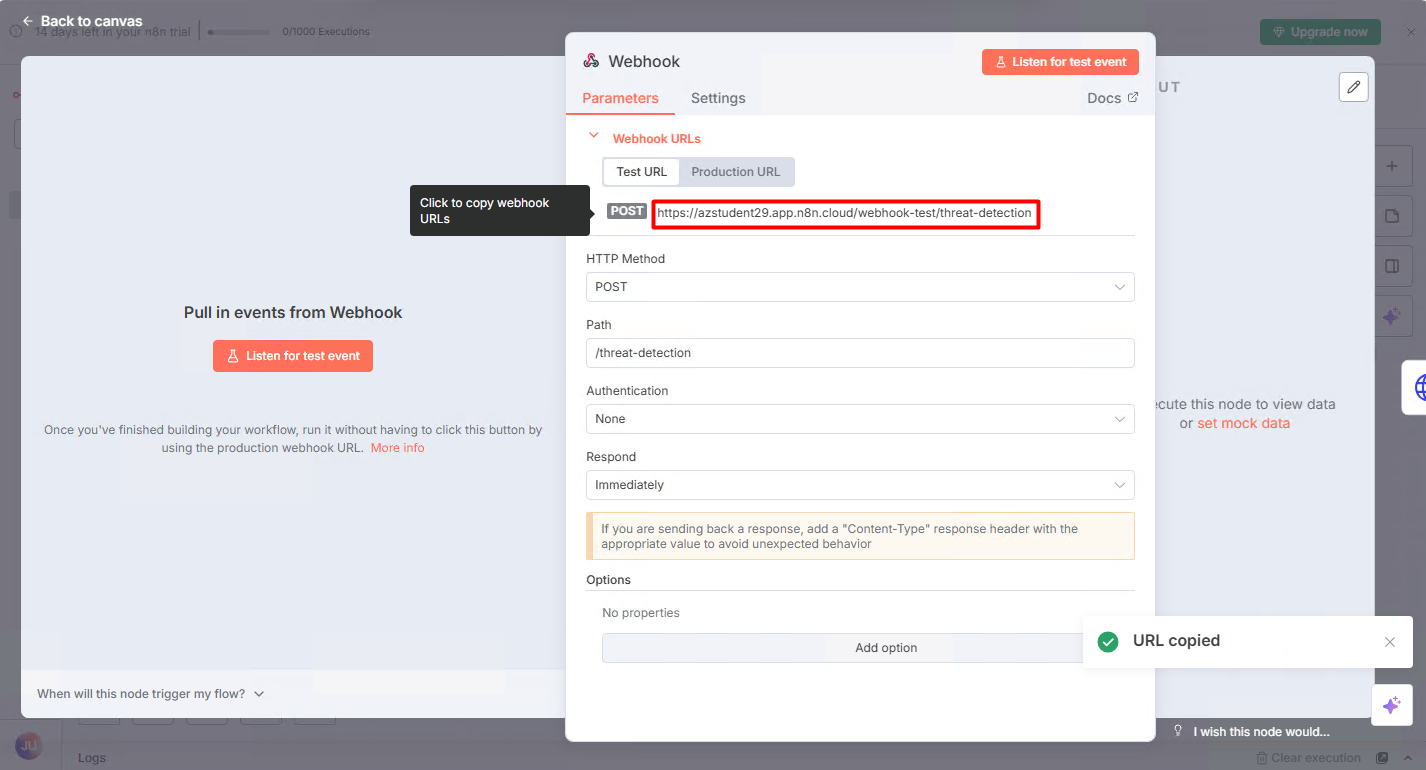 Back to canvas
14 days left in your n8n trial
0/1000 Executions
Upgrade now
Webhook
Listen for test event
Parameters
Settings
Docs
UT
Webhook URLs
Test URL
Production URL
Click to copy webhook
URLs
POST
https://azstudent29.app.n8n.cloud/webhook-test/threat-detection
HTTP Method
POST
Pull in events from Webhook
Listen for test event
Path
/threat-detection
Authentication
None
Once you've finished building your workflow, run it without having to click this button by
using the production webhook URL. More info
ecute this node to view data
or set mock data
Respond
Immediately
If you are sending back a response, add a "Content-Type" response header with the
appropriate value to avoid unexpected behavior
Options
No properties
Add option
URL copied
When will this node trigger my flow?
I wish this node would...
JU
Logs
Clear execution